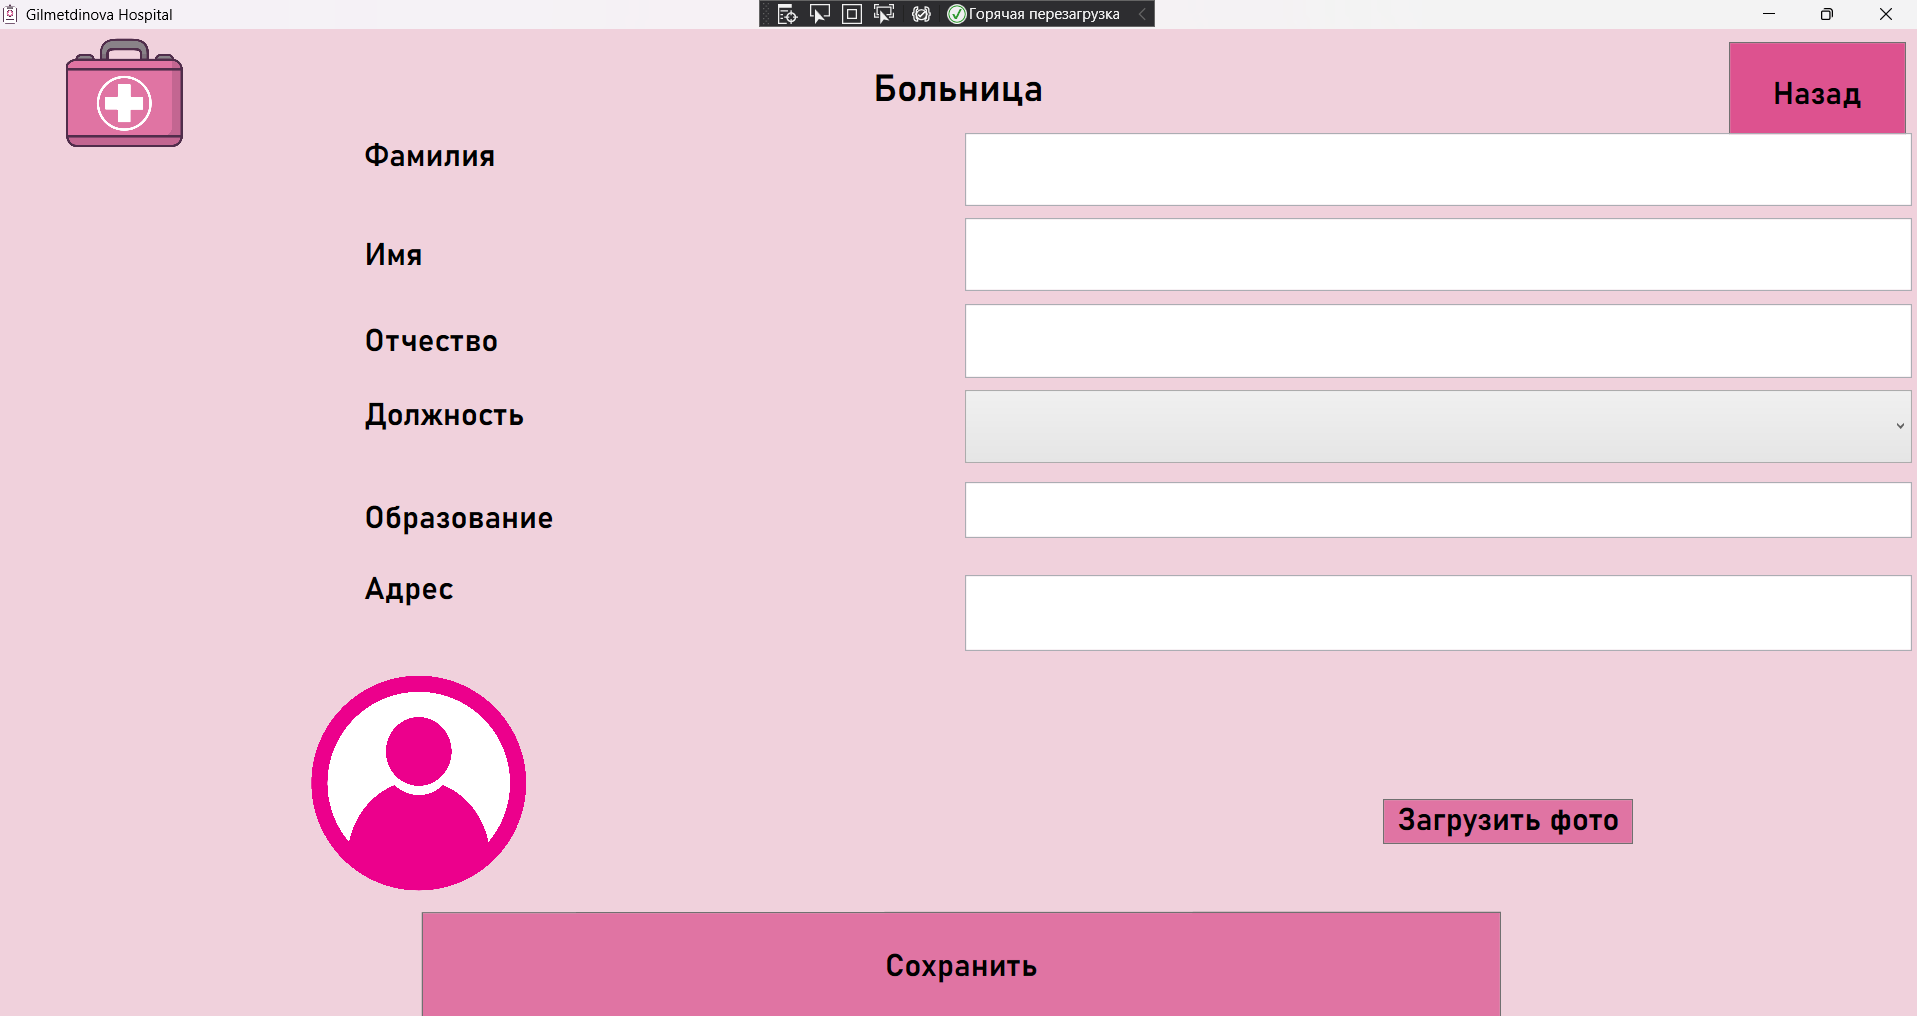 Gilmetdinova Hospital
Горячая перезагрузка
Больница
Назад
Фамилия
Имя
Отчество
Должность
Образование
Адрес
Загрузить фото
Сохранить